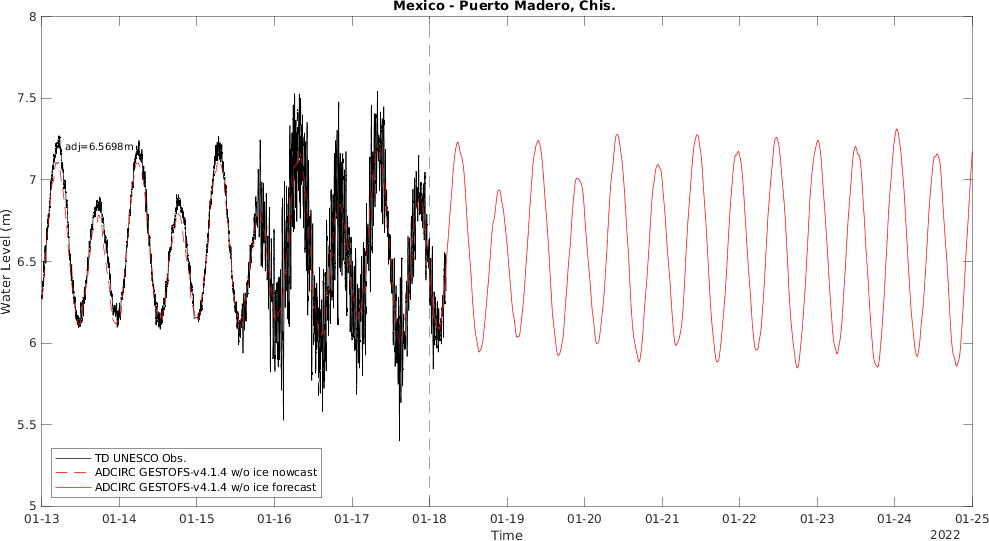 Mexico - Puerto Madero, Chis.
8
7.5
adj=6.5698m
7
6.5
6
5.5
5
Water Level (m)
TD UNESCO Obs.
ADCIRC GESTOFS-v4.1.4 w/o ice nowcast
ADCIRC GESTOFS-v4.1.4 w/o ice forecast
01-13 01-14 01-15 01-16 01-17 01-18 01-19 01-20 01-21 01-22 01-23 01-24 01-25
Time
2022